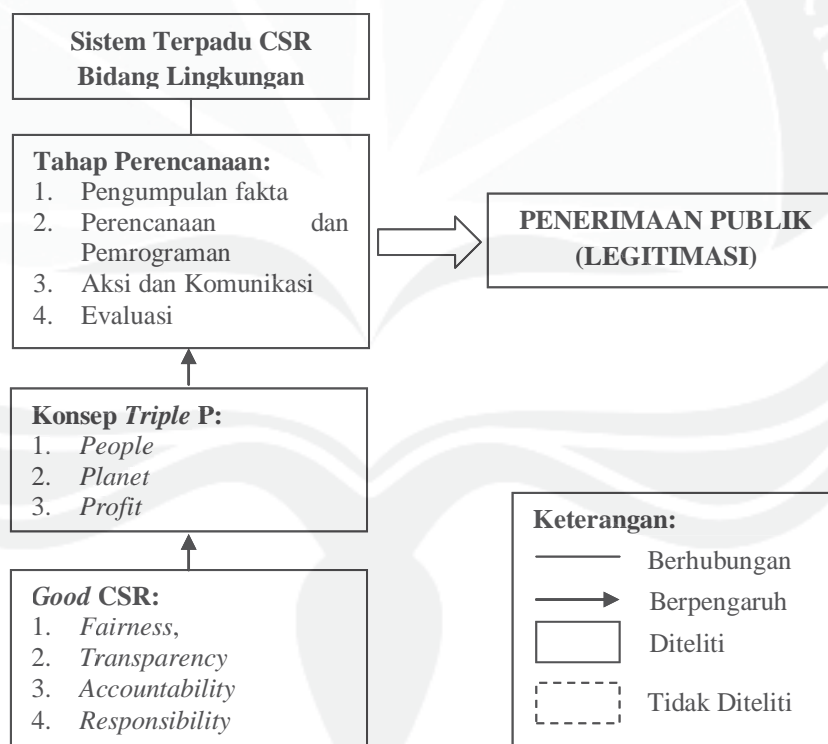 Sistem Terpadu CSR
Bidang Lingkungan
Tahap Perencanaan:
1. Pengumpulan fakta
2. Perencanaan dan
Pemrograman
3. Aksi dan Komunikasi
4. Evaluasi
PENERIMAAN PUBLIK
(LEGITIMASI)
Konsep Triple P:
1. People
2. Planet
3. Profit
Good CSR:
1. Fairness,
2. Transparency
3. Accountability
4. Responsibility
Keterangan:
Berhubungan
Berpengaruh
Diteliti
Tidak Diteliti